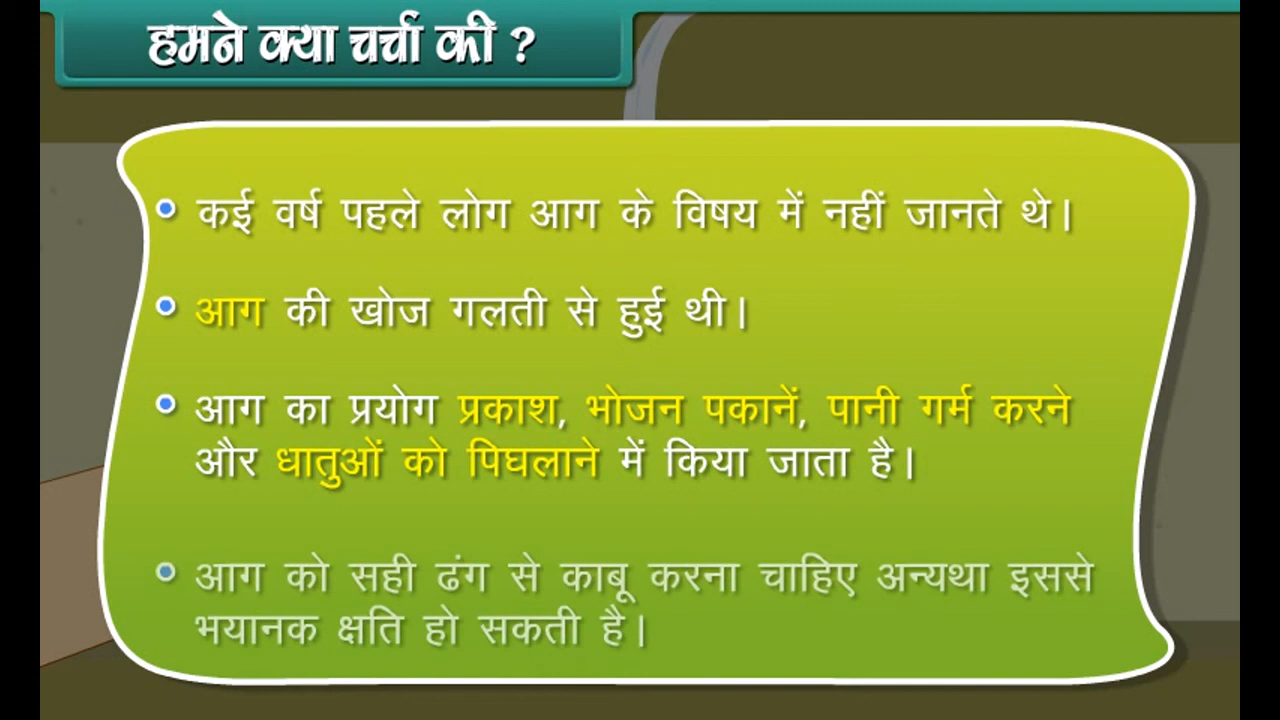 हमने क्या चर्चा की ?
• कई वर्ष पहले लोग आग के विषय में नहीं जानते थे।
• आग की खोज गलती से हुई थी।
• आग का प्रयोग प्रकाश, भोजन पकानें, पानी गर्म करने
और धातुओं को पिघलाने में किया जाता है।
• आग को सही ढंग से काबू करना चाहिए अन्यथा इससे
भयानक क्षति हो सकती है।